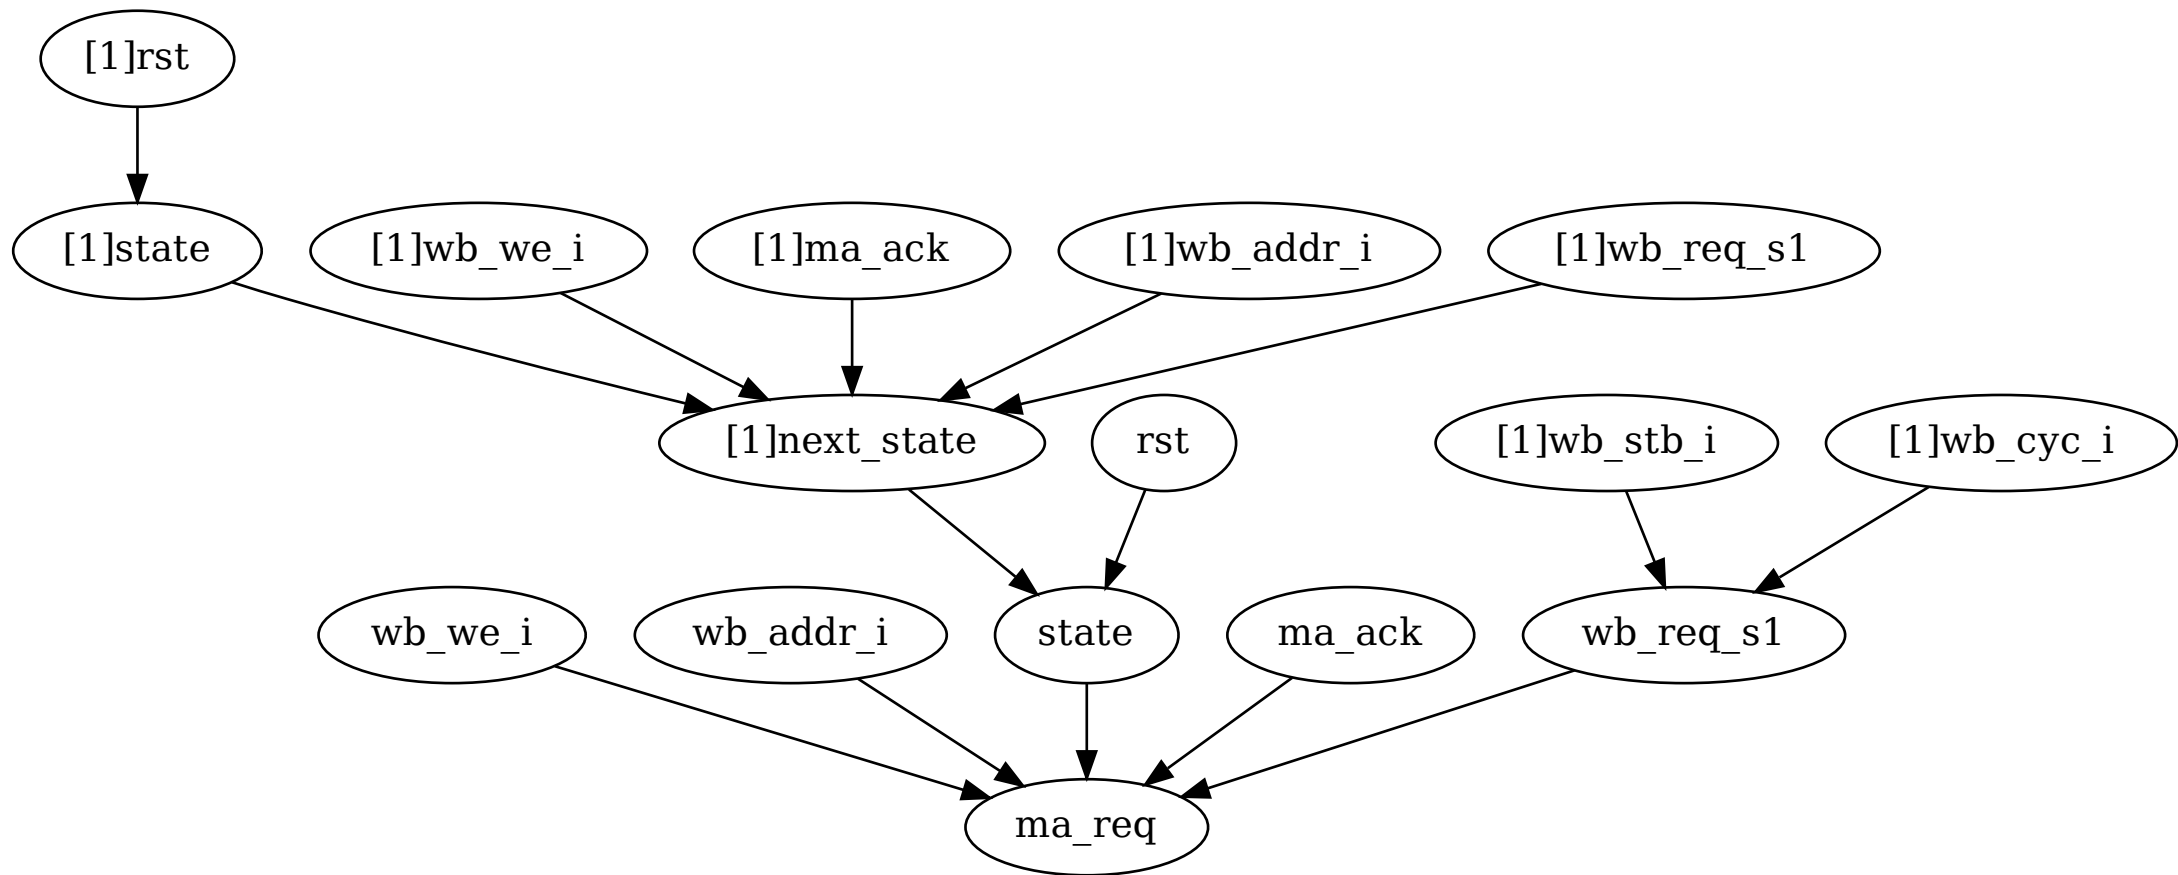 [1]rst
[1]state
[1]wb_we_i
[1]ma_ack
[1]wb_addr_i
[1]wb_req_s1
[1]next_state
rst
[1]wb_stb_i
[1]wb_cyc_i
wb_we_i
wb_addr_i
state
ma_ack
wb_req_s1
ma_req